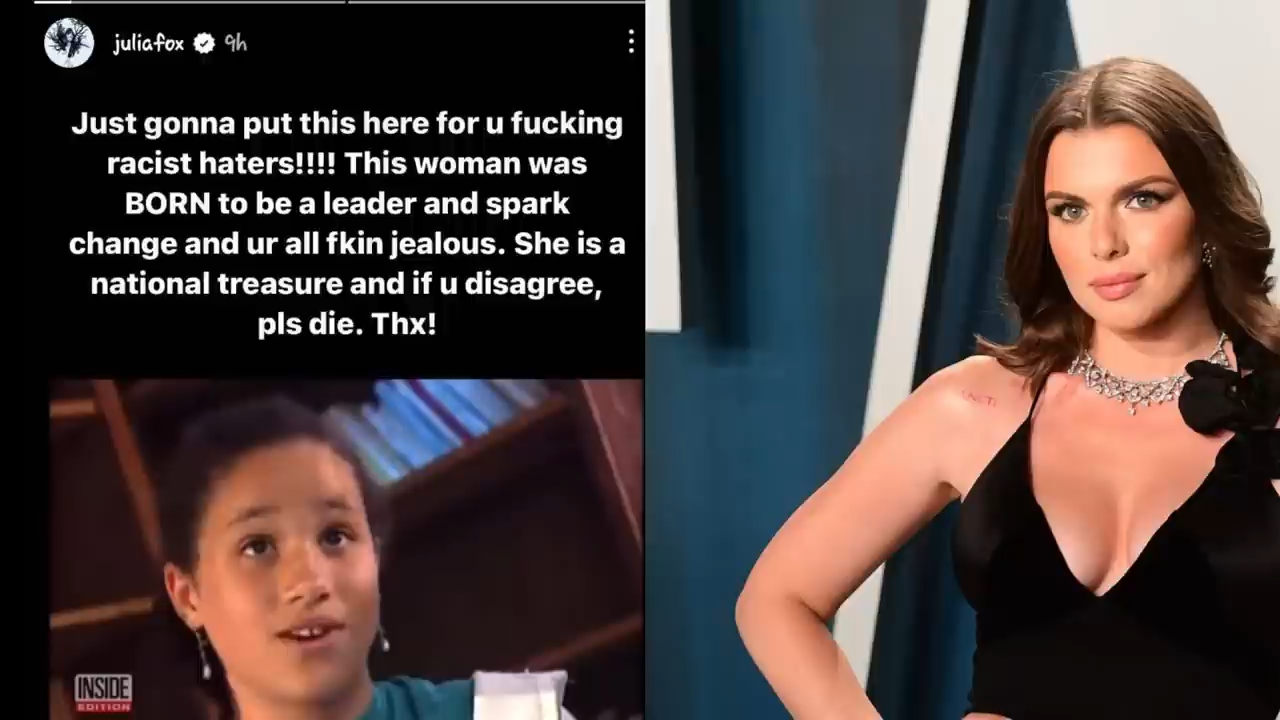 juliafox 9h
Just gonna put this here for u fucking
racist haters!!!! This woman was
BORN to be a leader and spark
change and ur all fkin jealous. She is a
national treasure and if u disagree,
pls die. Thx!
INSIDE
EDITION